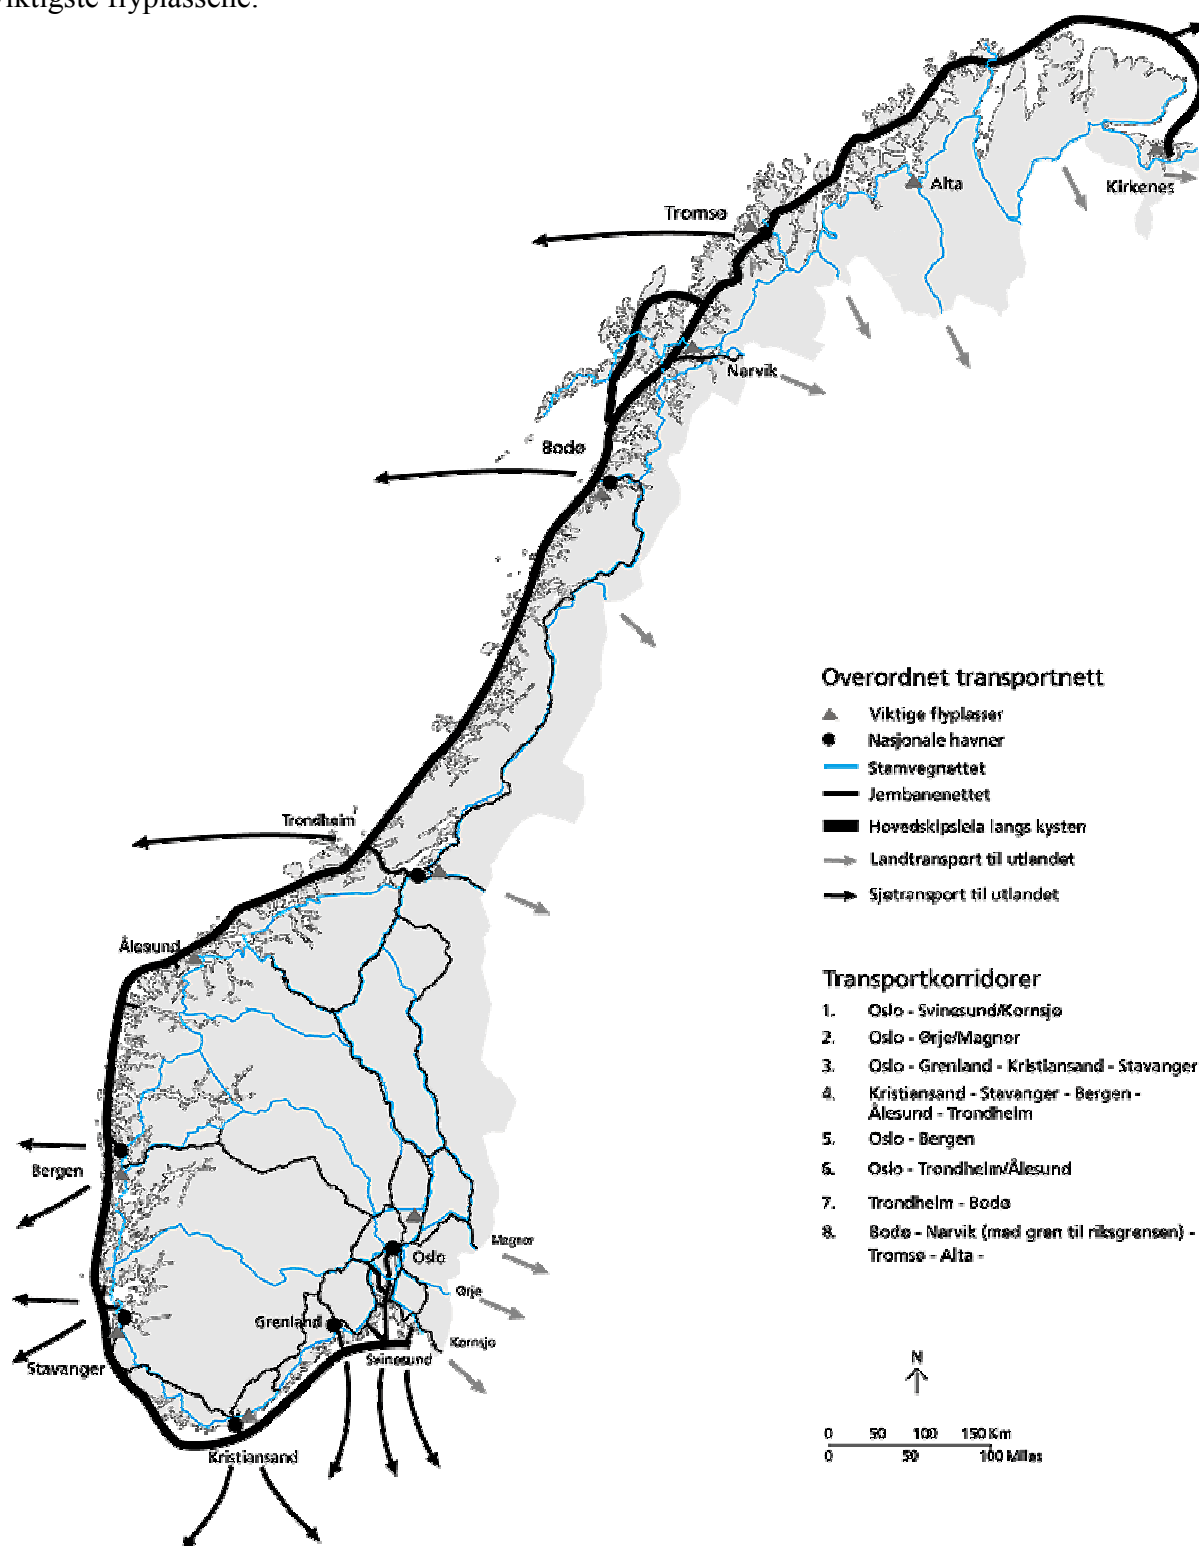 viktigste flyplassene.
Alta
Kirkenes
Tromsø
Narvik
Bodø
Trondheim
Ålesund
Bergen
Stavanger
Kristiansand
Grenland
Oslo
Magnor
Ørje
Kornsjø
Svinesund
Overordnet transportnett
Viktige flyplasser
Nasjonale havner
Stamvegnettet
Jernbanenettet
Hovedskipsleia langs kysten
Landtransport til utlandet
Sjøtransport til utlandet
Transportkorridorer
1. Oslo - Svinesund/Kornsjø
2. Oslo - Ørje/Magnor
3. Oslo - Grenland - Kristiansand - Stavanger
4. Kristiansand - Stavanger - Bergen -
Ålesund - Trondheim
5. Oslo - Bergen
6. Oslo - Trondheim/Ålesund
7. Trondheim - Bodø
8. Bodø - Narvik (med gren til riksgrensen) -
Tromsø - Alta -
N
0 50 100 150 Km
0 50 100 Miles